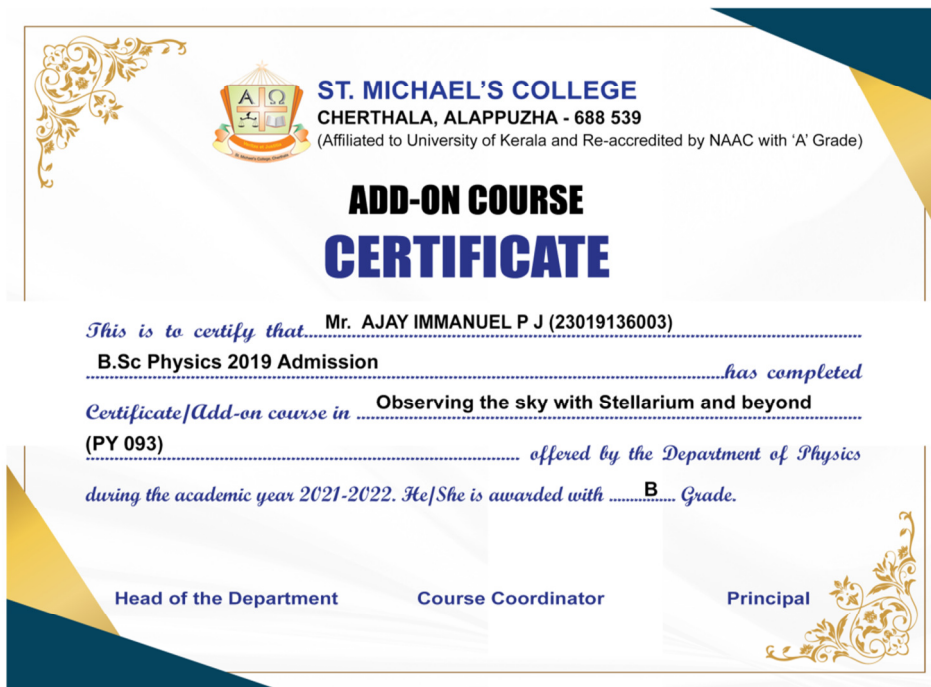 Α Ω
St. Michael's College, Cherthala
ST. MICHAEL'S COLLEGE
CHERTHALA, ALAPPUZHA - 688 539
(Affiliated to University of Kerala and Re-accredited by NAAC with 'A' Grade)
ADD-ON COURSE
CERTIFICATE
This is to certify that Mr. AJAY IMMANUEL P J (23019136003)
B.Sc Physics 2019 Admission has completed
Certificate/Add-on course in Observing the sky with Stellarium and beyond
(PY 093) offered by the Department of Physics
during the academic year 2021-2022. He/She is awarded with B Grade.
Head of the Department Course Coordinator Principal